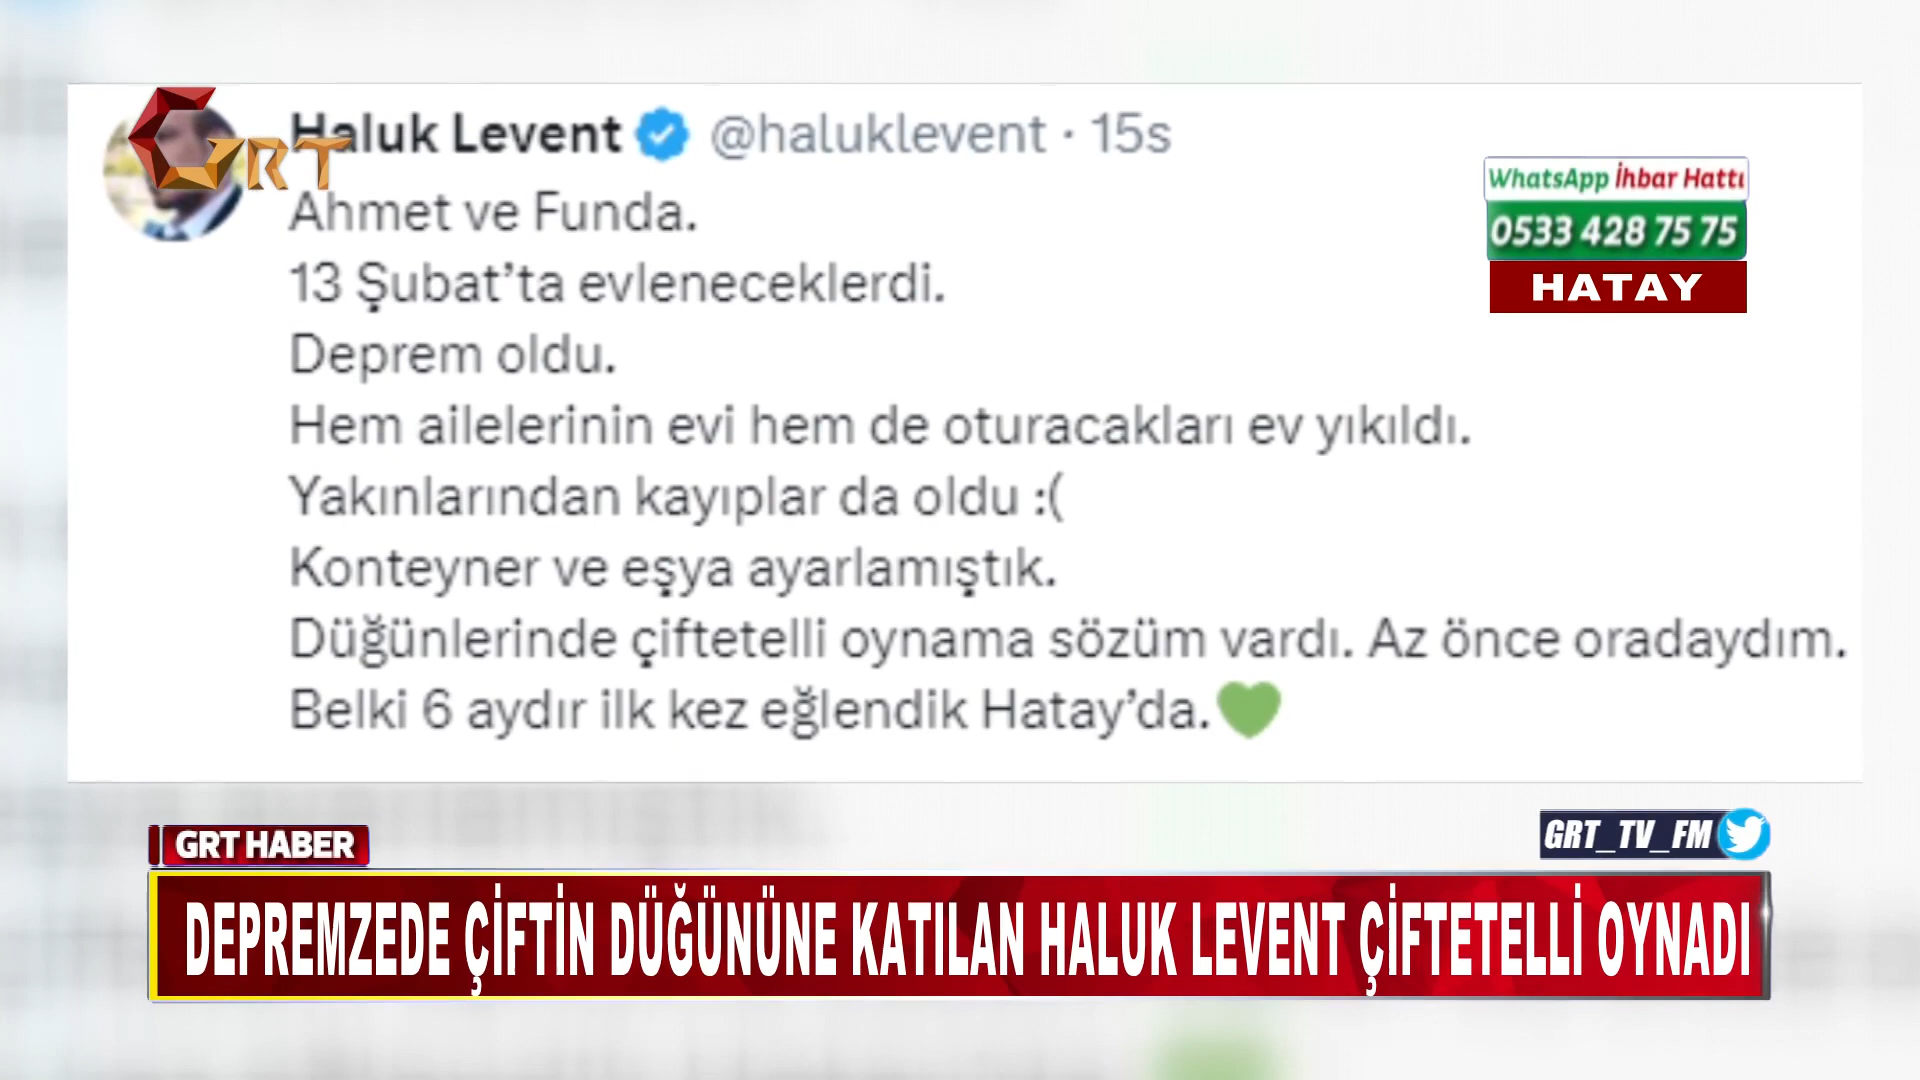 GRT
Haluk Levent @haluklevent · 15s
Ahmet ve Funda.
13 Şubat’ta evleneceklerdi.
Deprem oldu.
Hem ailelerinin evi hem de oturacakları ev yıkıldı.
Yakınlarından kayıplar da oldu :(
Konteyner ve eşya ayarlamıştık.
Düğünlerinde çiftetelli oynama sözüm vardı. Az önce oradaydım.
Belki 6 aydır ilk kez eğlendik Hatay’da.
WhatsApp İhbar Hattı
0533 428 75 75
HATAY
GRT HABER
GRT_TV_FM
DEPREMZEDE ÇİFTİN DÜĞÜNÜNE KATILAN HALUK LEVENT ÇİFTETELLİ OYNADI